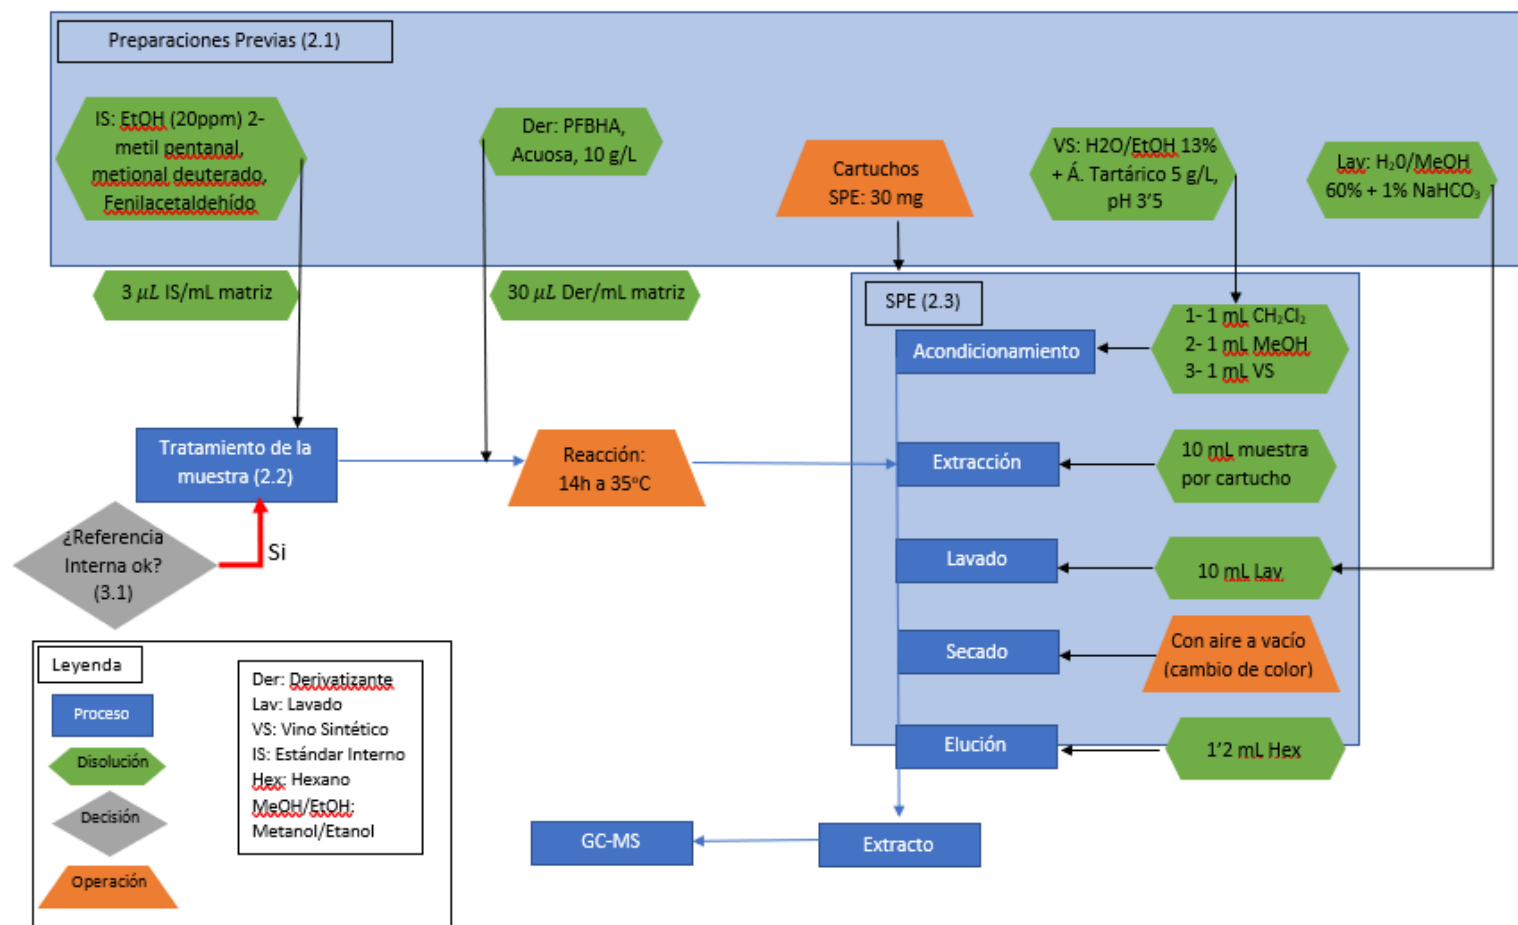 Preparaciones Previas (2.1)
IS: EtOH (20ppm) 2-
metil pentanal,
metional deuterado,
Fenilacetaldehído
Der: PFBHA,
Acuosa, 10 g/L
Cartuchos
SPE: 30 mg
VS: H2O/EtOH 13%
+ Á. Tartárico 5 g/L,
pH 3'5
Lav: H₂0/MeOH
60% + 1% NaHCO₃
3 𝜇𝐿 IS/mL matriz
30 𝜇𝐿 Der/mL matriz
SPE (2.3)
Acondicionamiento
1- 1 mL CH₂Cl₂
2- 1 mL MeOH
3- 1 mL VS
Tratamiento de la
muestra (2.2)
Reacción:
14h a 35ºC
Extracción
10 mL muestra
por cartucho
¿Referencia
Interna ok?
(3.1)
Si
Lavado
10 mL Lav
Secado
Con aire a vacío
(cambio de color)
Elución
1'2 mL Hex
GC-MS
Extracto
Leyenda
Proceso
Disolución
Decisión
Operación
Der: Derivatizante
Lav: Lavado
VS: Vino Sintético
IS: Estándar Interno
Hex: Hexano
MeOH/EtOH:
Metanol/Etanol